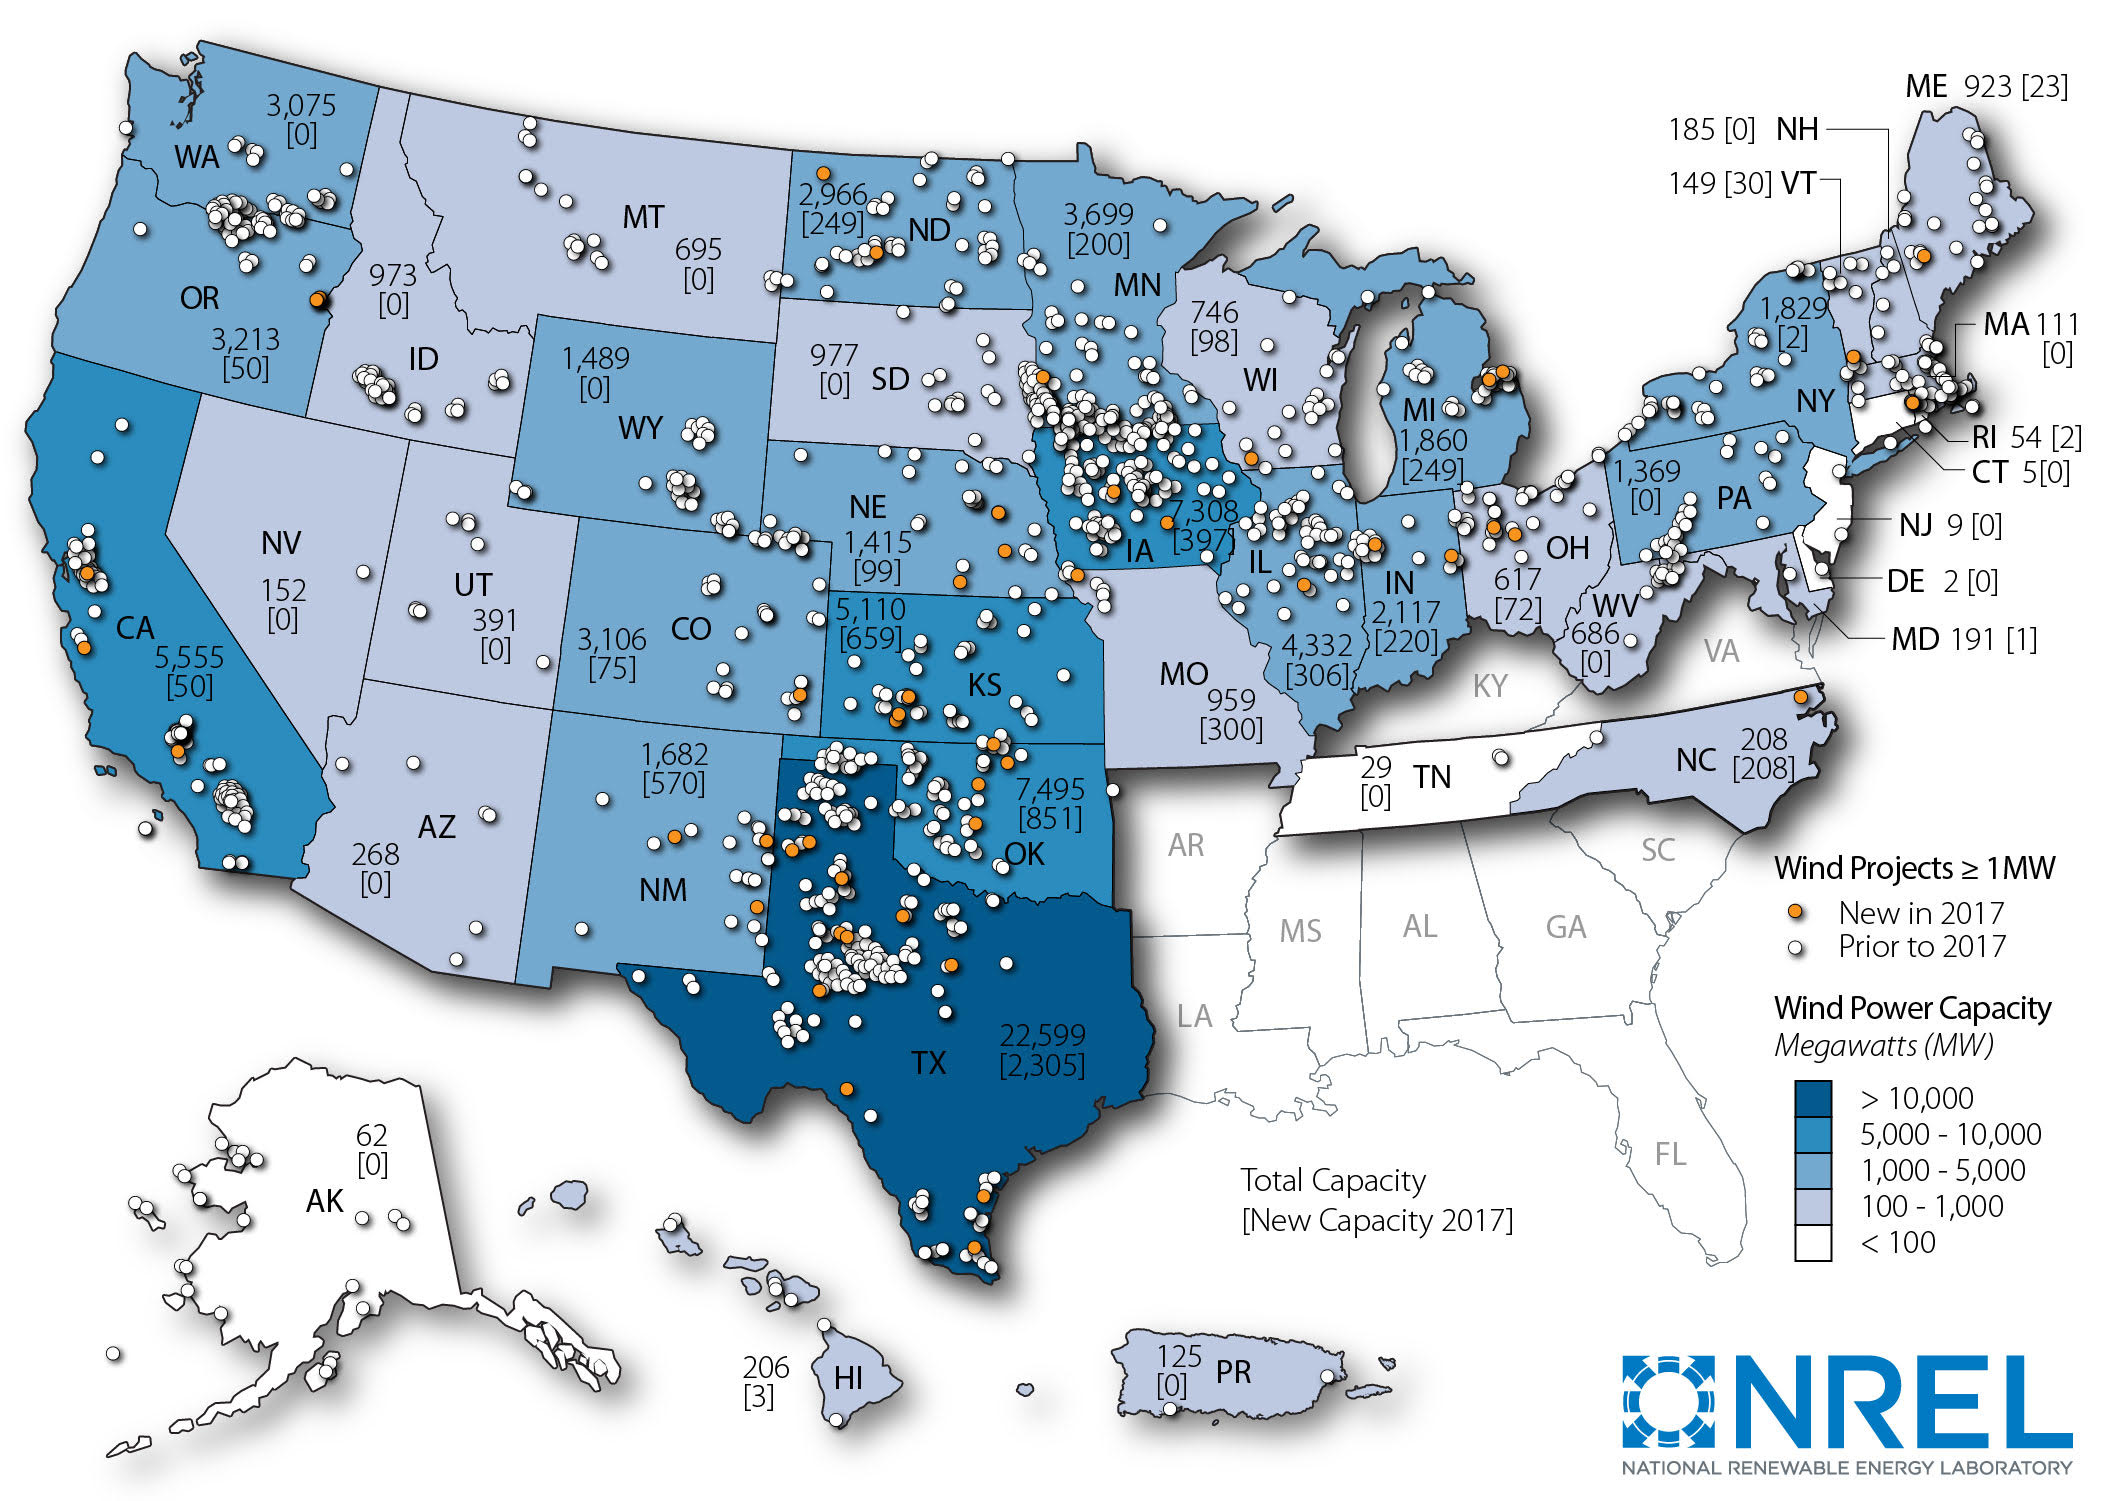 ME 923 [23]
185 [0] NH
149 [30] VT
3,075
[0]
WA
MT
695
[0]
2,966
[249]
ND
3,699
[200]
MN
OR
3,213
[50]
973
[0]
ID
1,489
[0]
WY
977
[0]
SD
746
[98]
WI
MI
1,860
[249]
1,829
[2]
NY
MA 111
[0]
RI 54 [2]
CT 5[0]
NJ 9 [0]
DE 2 [0]
MD 191 [1]
1,369
[0]
PA
NV
152
[0]
UT
391
[0]
CA
5,555
[50]
3,106
[75]
CO
NE
1,415
[99]
5,110
[659]
KS
7,308
[397]
IA
IL
4,332
[306]
IN
2,117
[220]
OH
617
[72]
WV
686
[0]
VA
KY
MO
959
[300]
AZ
268
[0]
1,682
[570]
NM
7,495
[851]
OK
29
[0]
TN
NC
208
[208]
AR
MS
AL
GA
SC
LA
FL
22,599
[2,305]
TX
Wind Projects ≥ 1MW
New in 2017
Prior to 2017
Wind Power Capacity
Megawatts (MW)
> 10,000
5,000 - 10,000
1,000 - 5,000
100 - 1,000
< 100
Total Capacity
[New Capacity 2017]
62
[0]
AK
206
[3]
HI
125
[0]
PR
NREL
NATIONAL RENEWABLE ENERGY LABORATORY